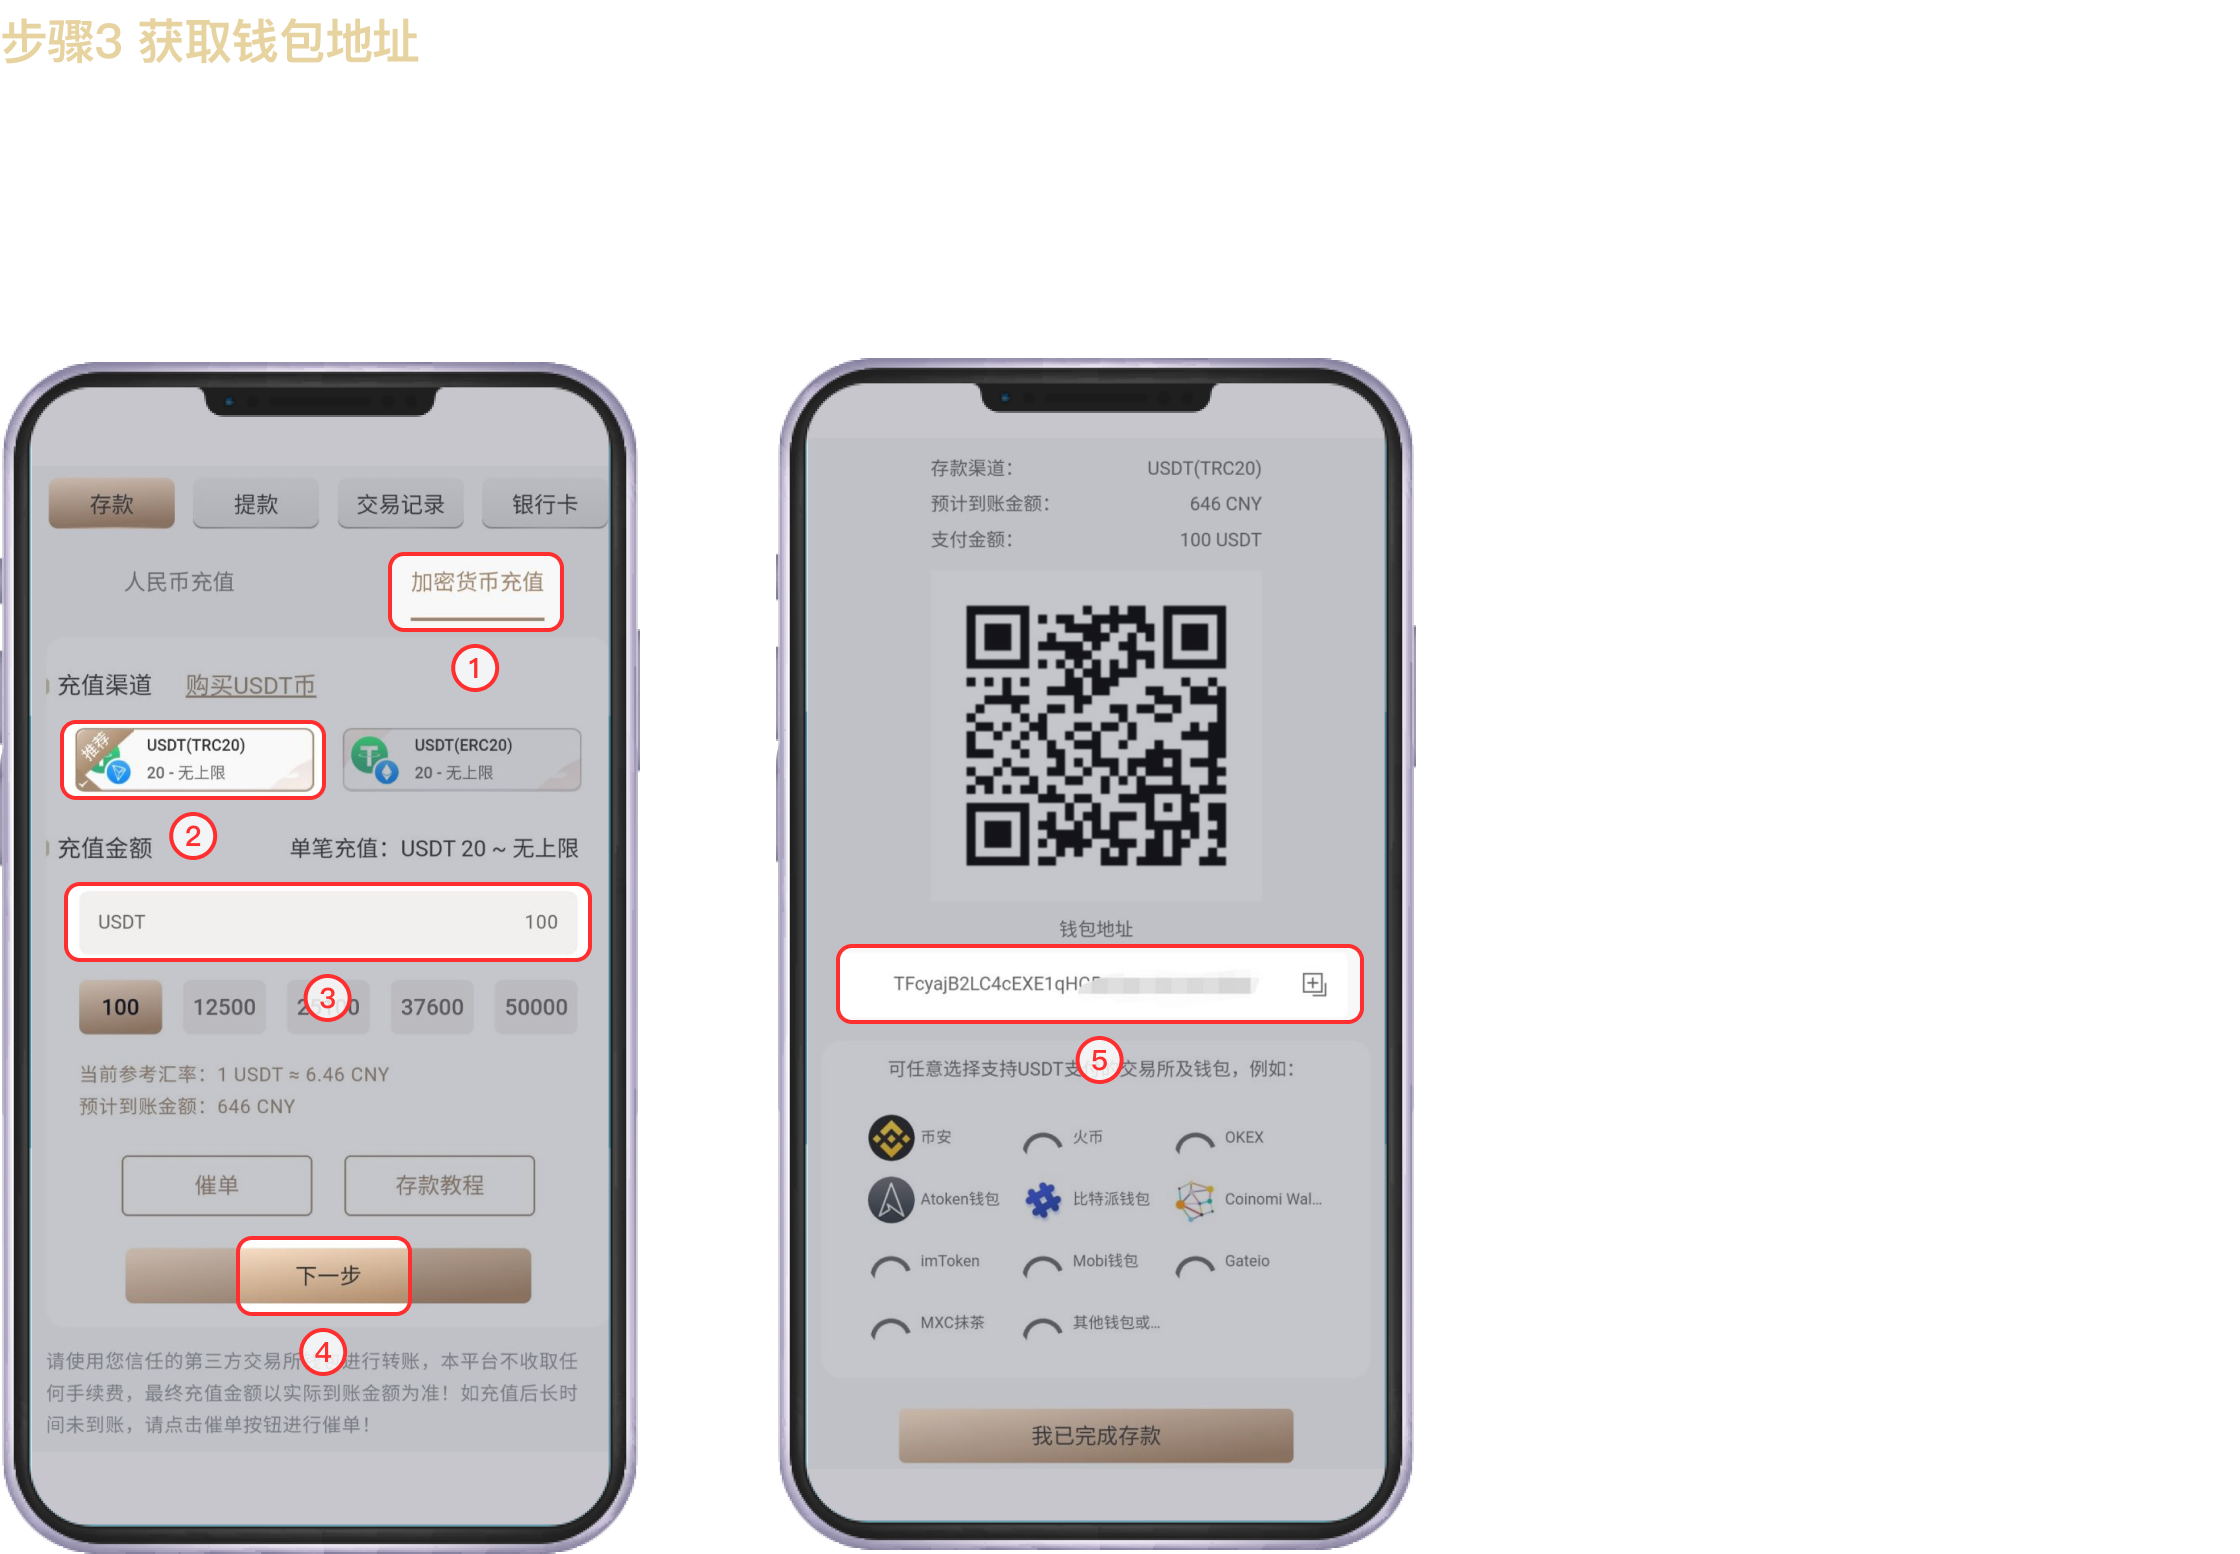 步骤3 获取钱包地址
存款 提款 交易记录 银行卡
人民币充值 加密货币充值
1
充值渠道 购买USDT币
推荐 USDT(TRC20) USDT(ERC20)
20 - 无上限 20 - 无上限
充值金额 2 单笔充值：USDT 20 ~ 无上限
USDT 100
100 12500 3 37600 50000
当前参考汇率：1 USDT ≈ 6.46 CNY
预计到账金额：646 CNY
催单 存款教程
下一步
4
请使用您信任的第三方交易所 进行转账，本平台不收取任
何手续费，最终充值金额以实际到账金额为准！如充值后长时
间未到账，请点击催单按钮进行催单！
存款渠道： USDT(TRC20)
预计到账金额： 646 CNY
支付金额： 100 USDT
钱包地址
TFcyajB2LC4cEXE1qH
5
可任意选择支持USDT支 交易所及钱包，例如：
币安 火币 OKEX
Atoken钱包 比特派钱包 Coinomi Wal...
imToken Mobi钱包 Gateio
MXC抹茶 其他钱包或...
我已完成存款